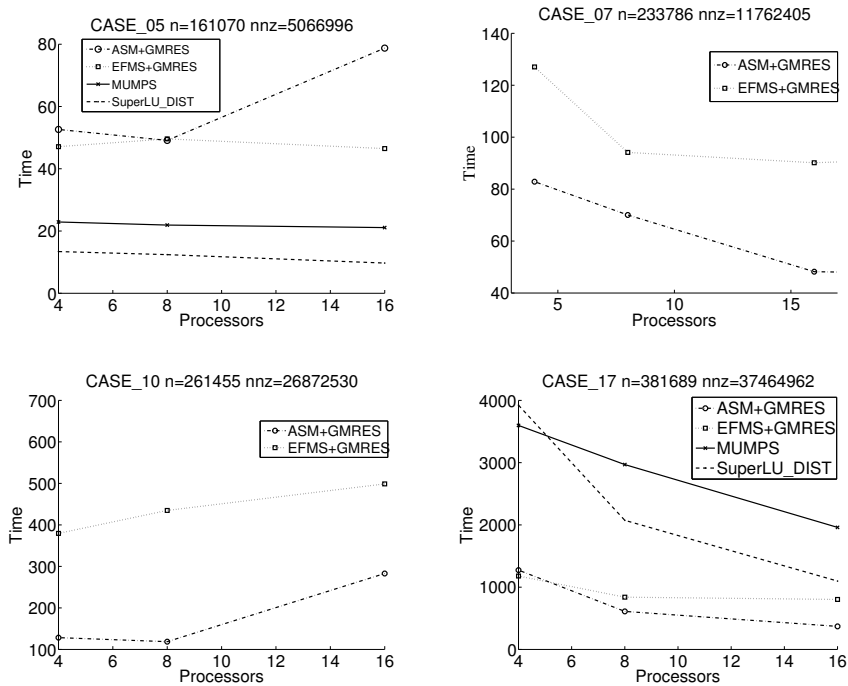 CASE_05 n=161070 nnz=5066996
80
60
40
20
0
Time
ASM+GMRES
EFMS+GMRES
MUMPS
SuperLU_DIST
4 6 8 10 12 14 16
Processors
CASE_07 n=233786 nnz=11762405
140
120
100
80
60
40
Time
ASM+GMRES
EFMS+GMRES
5 10 15
Processors
CASE_10 n=261455 nnz=26872530
700
600
500
400
300
200
100
Time
ASM+GMRES
EFMS+GMRES
4 6 8 10 12 14 16
Processors
CASE_17 n=381689 nnz=37464962
4000
3000
2000
1000
0
Time
ASM+GMRES
EFMS+GMRES
MUMPS
SuperLU_DIST
4 6 8 10 12 14 16
Processors